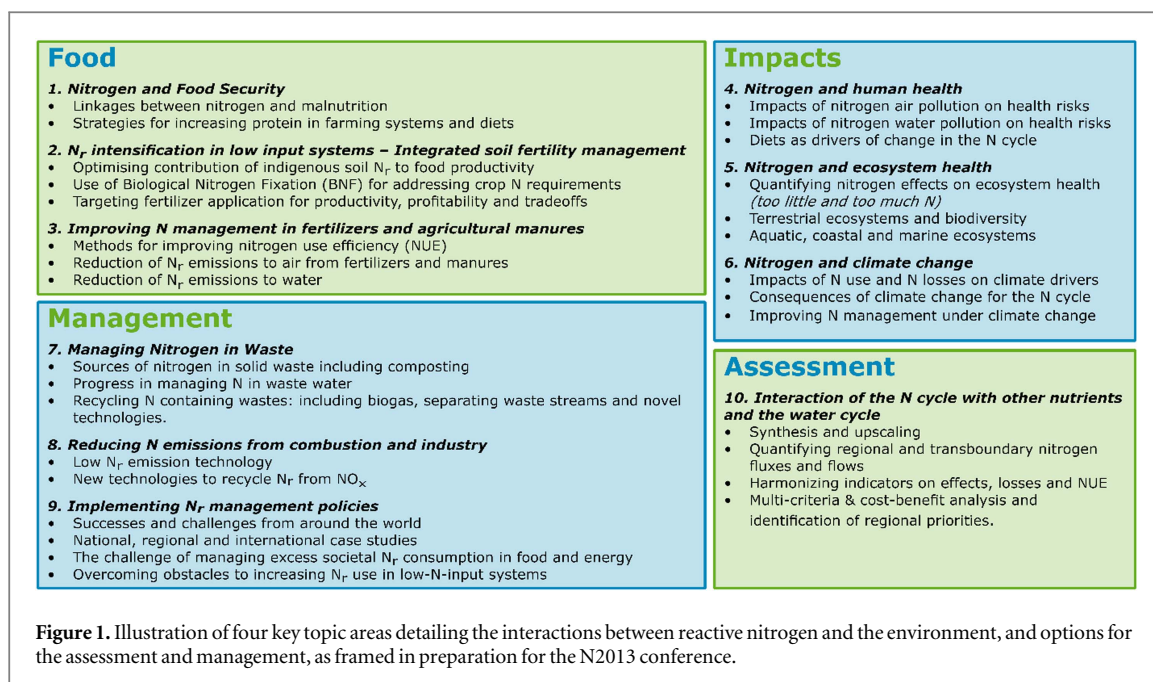 Food
1. Nitrogen and Food Security
• Linkages between nitrogen and malnutrition
• Strategies for increasing protein in farming systems and diets
2. Nr intensification in low input systems – Integrated soil fertility management
• Optimising contribution of indigenous soil Nr to food productivity
• Use of Biological Nitrogen Fixation (BNF) for addressing crop N requirements
• Targeting fertilizer application for productivity, profitability and tradeoffs
3. Improving N management in fertilizers and agricultural manures
• Methods for improving nitrogen use efficiency (NUE)
• Reduction of Nr emissions to air from fertilizers and manures
• Reduction of Nr emissions to water
Management
7. Managing Nitrogen in Waste
• Sources of nitrogen in solid waste including composting
• Progress in managing N in waste water
• Recycling N containing wastes: including biogas, separating waste streams and novel
technologies.
8. Reducing N emissions from combustion and industry
• Low Nr emission technology
• New technologies to recycle Nr from NOx
9. Implementing Nr management policies
• Successes and challenges from around the world
• National, regional and international case studies
• The challenge of managing excess societal Nr consumption in food and energy
• Overcoming obstacles to increasing Nr use in low-N-input systems
Impacts
4. Nitrogen and human health
• Impacts of nitrogen air pollution on health risks
• Impacts of nitrogen water pollution on health risks
• Diets as drivers of change in the N cycle
5. Nitrogen and ecosystem health
• Quantifying nitrogen effects on ecosystem health
(too little and too much N)
• Terrestrial ecosystems and biodiversity
• Aquatic, coastal and marine ecosystems
6. Nitrogen and climate change
• Impacts of N use and N losses on climate drivers
• Consequences of climate change for the N cycle
• Improving N management under climate change
Assessment
10. Interaction of the N cycle with other nutrients
and the water cycle
• Synthesis and upscaling
• Quantifying regional and transboundary nitrogen
fluxes and flows
• Harmonizing indicators on effects, losses and NUE
• Multi-criteria & cost-benefit analysis and
identification of regional priorities.
Figure 1. Illustration of four key topic areas detailing the interactions between reactive nitrogen and the environment, and options for
the assessment and management, as framed in preparation for the N2013 conference.